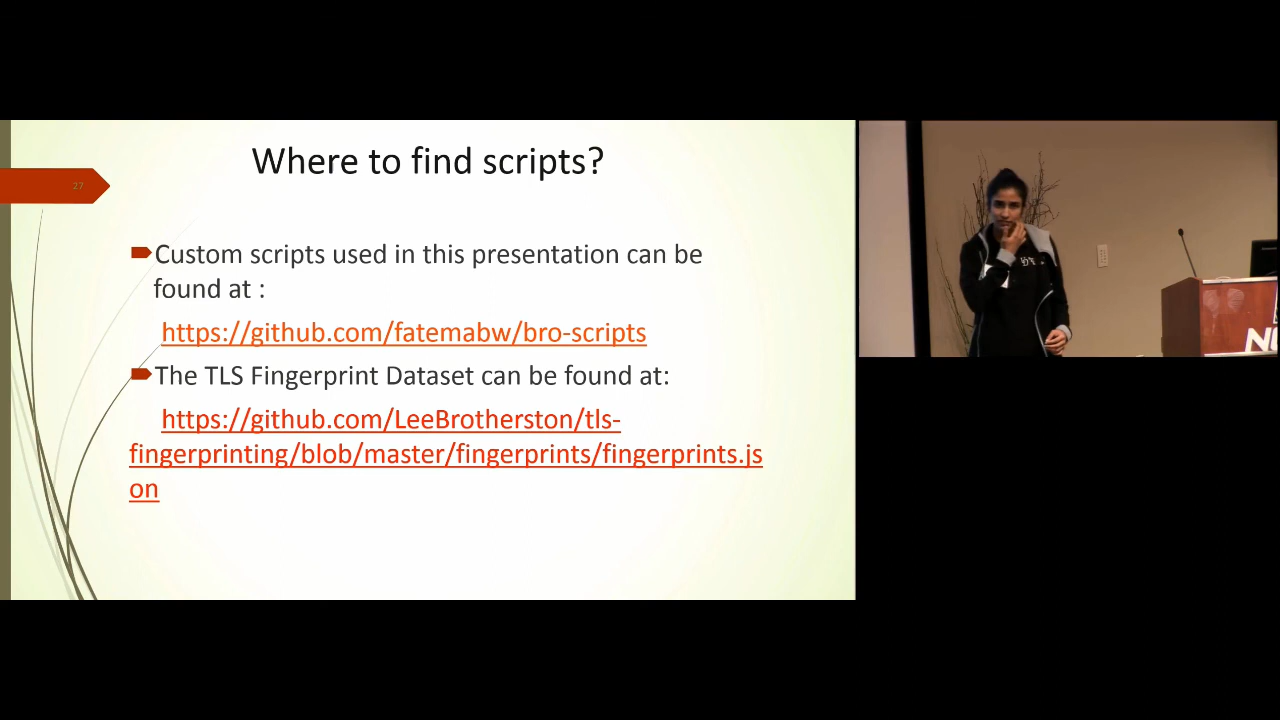 Where to find scripts?
27
Custom scripts used in this presentation can be
found at :
https://github.com/fatemabw/bro-scripts
The TLS Fingerprint Dataset can be found at:
https://github.com/LeeBrotherston/tls-
fingerprinting/blob/master/fingerprints/fingerprints.js
on